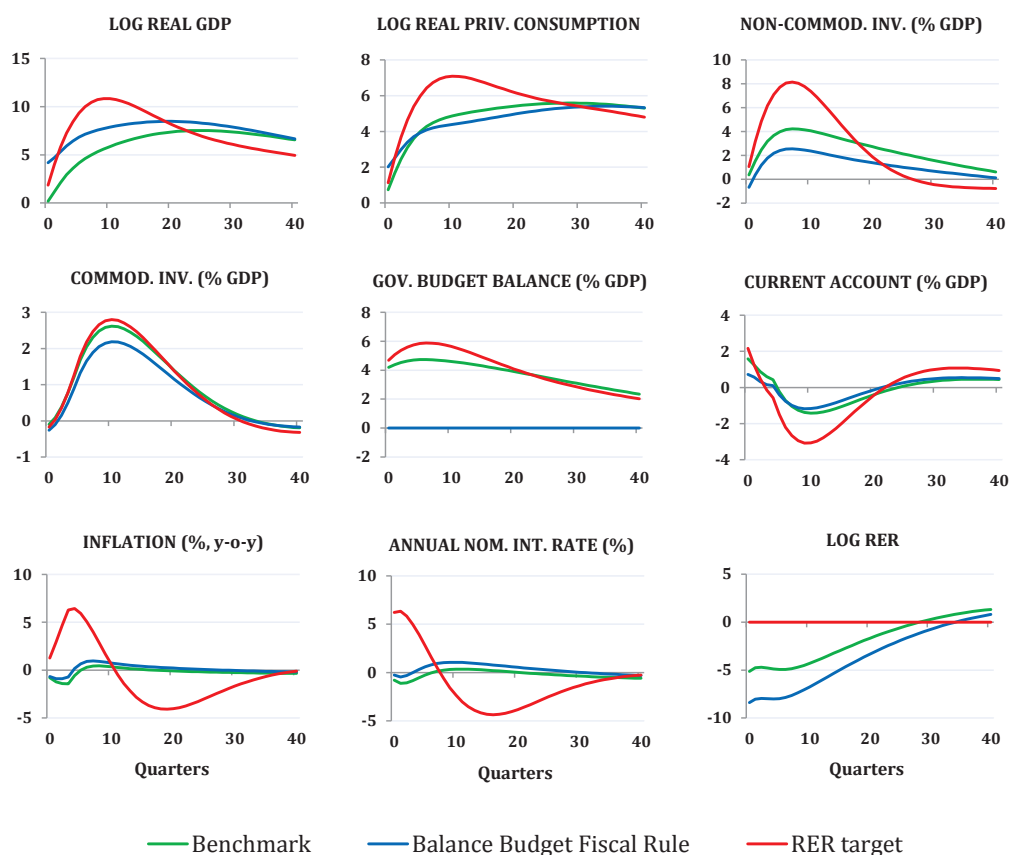 LOG REAL GDP
15
10
5
0
0 10 20 30 40
LOG REAL PRIV. CONSUMPTION
8
6
4
2
0
0 10 20 30 40
NON-COMMOD. INV. (% GDP)
10
8
6
4
2
0
-2
0 10 20 30 40
COMMOD. INV. (% GDP)
3
2
1
0
-1
0 10 20 30 40
GOV. BUDGET BALANCE (% GDP)
8
6
4
2
0
-2
0 10 20 30 40
CURRENT ACCOUNT (% GDP)
4
2
0
-2
-4
0 10 20 30 40
INFLATION (%, y-o-y)
10
5
0
-5
0 10 20 30 40
Quarters
ANNUAL NOM. INT. RATE (%)
10
5
0
-5
0 10 20 30 40
Quarters
LOG RER
5
0
-5
-10
0 10 20 30 40
Quarters
Benchmark Balance Budget Fiscal Rule RER target